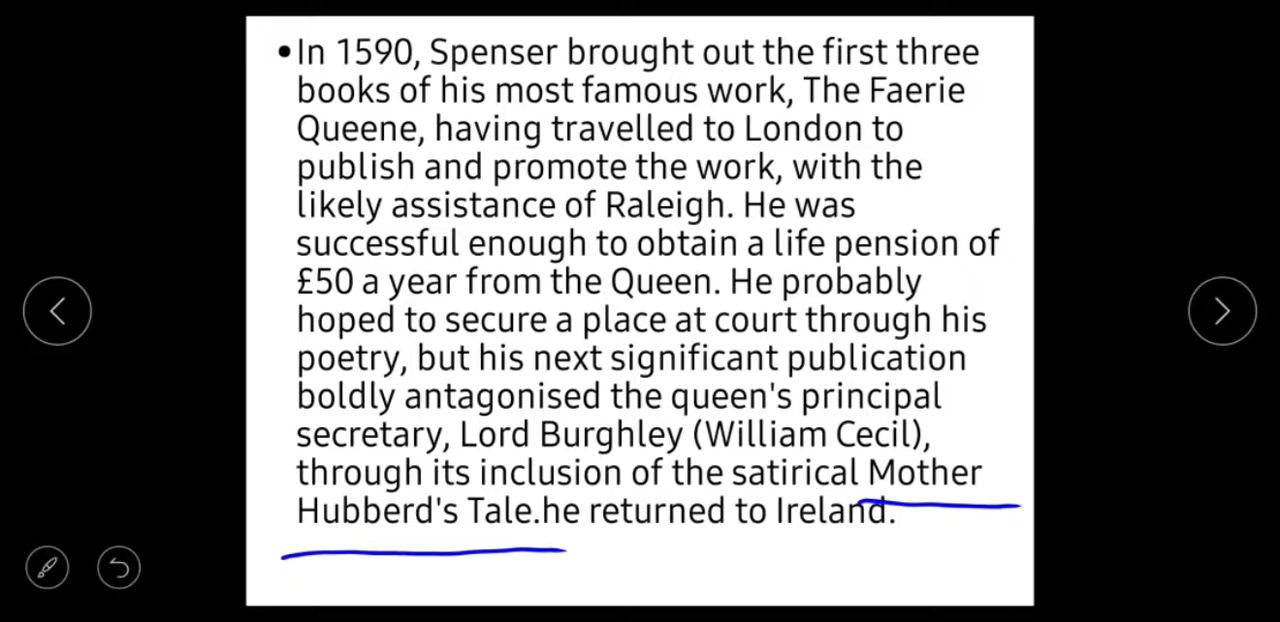 •In 1590, Spenser brought out the first three
books of his most famous work, The Faerie
Queene, having travelled to London to
publish and promote the work, with the
likely assistance of Raleigh. He was
successful enough to obtain a life pension of
£50 a year from the Queen. He probably
hoped to secure a place at court through his
poetry, but his next significant publication
boldly antagonised the queen's principal
secretary, Lord Burghley (William Cecil),
through its inclusion of the satirical Mother
Hubberd's Tale.he returned to Ireland.